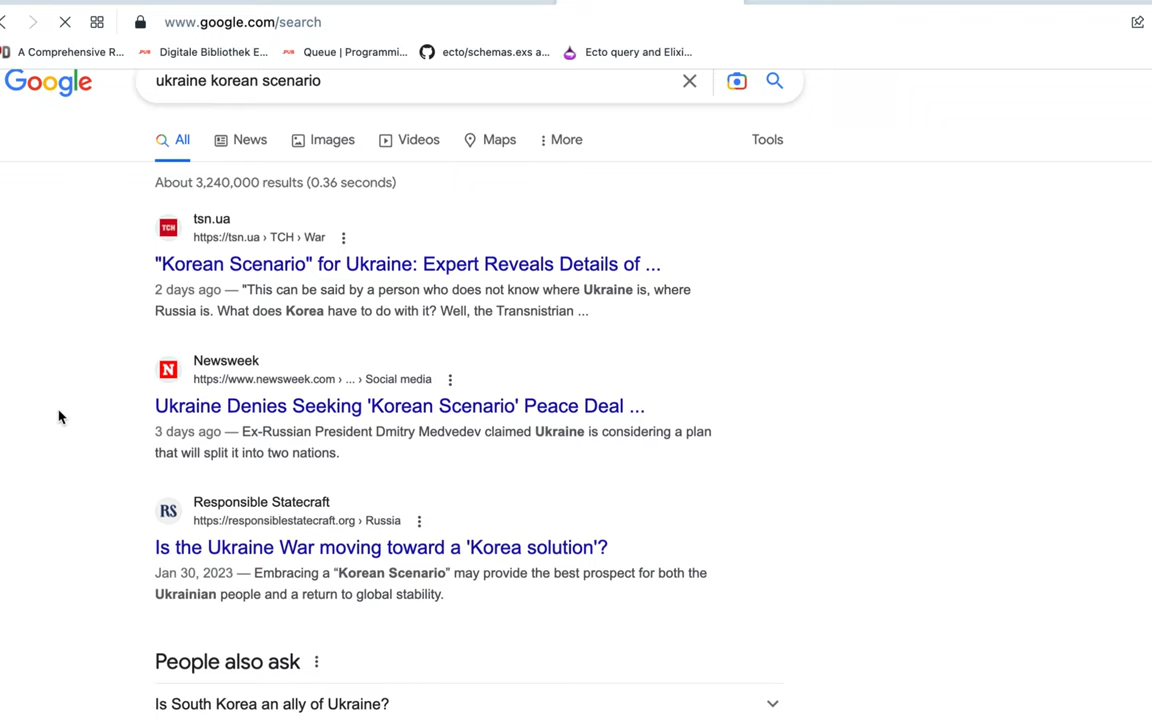 www.google.com/search
A Comprehensive R...
PUB Digitale Bibliothek E...
PUB Queue | Programmi...
ecto/schemas.exs a...
Ecto query and Elixi...
Google
ukraine korean scenario
All News Images Videos Maps More Tools
About 3,240,000 results (0.36 seconds)
ТСН
tsn.ua
https://tsn.ua › TCH › War
"Korean Scenario" for Ukraine: Expert Reveals Details of ...
2 days ago — "This can be said by a person who does not know where Ukraine is, where
Russia is. What does Korea have to do with it? Well, the Transnistrian ...
N
Newsweek
https://www.newsweek.com › ... › Social media
Ukraine Denies Seeking 'Korean Scenario' Peace Deal ...
3 days ago — Ex-Russian President Dmitry Medvedev claimed Ukraine is considering a plan
that will split it into two nations.
RS
Responsible Statecraft
https://responsiblestatecraft.org › Russia
Is the Ukraine War moving toward a 'Korea solution'?
Jan 30, 2023 — Embracing a “Korean Scenario” may provide the best prospect for both the
Ukrainian people and a return to global stability.
People also ask
Is South Korea an ally of Ukraine?